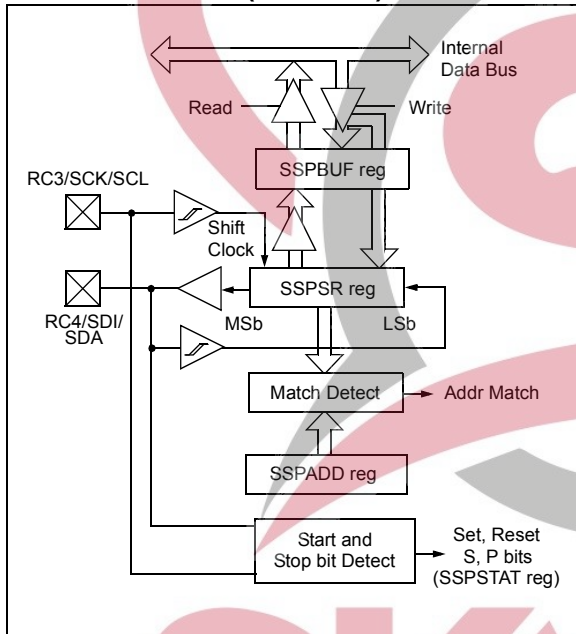 Internal
Data Bus
Read
Write
SSPBUF reg
RC3/SCK/SCL
Shift
Clock
SSPSR reg
MSb
LSb
RC4/SDI/
SDA
Match Detect
Addr Match
SSPADD reg
Start and
Stop bit Detect
Set, Reset
S, P bits
(SSPSTAT reg)